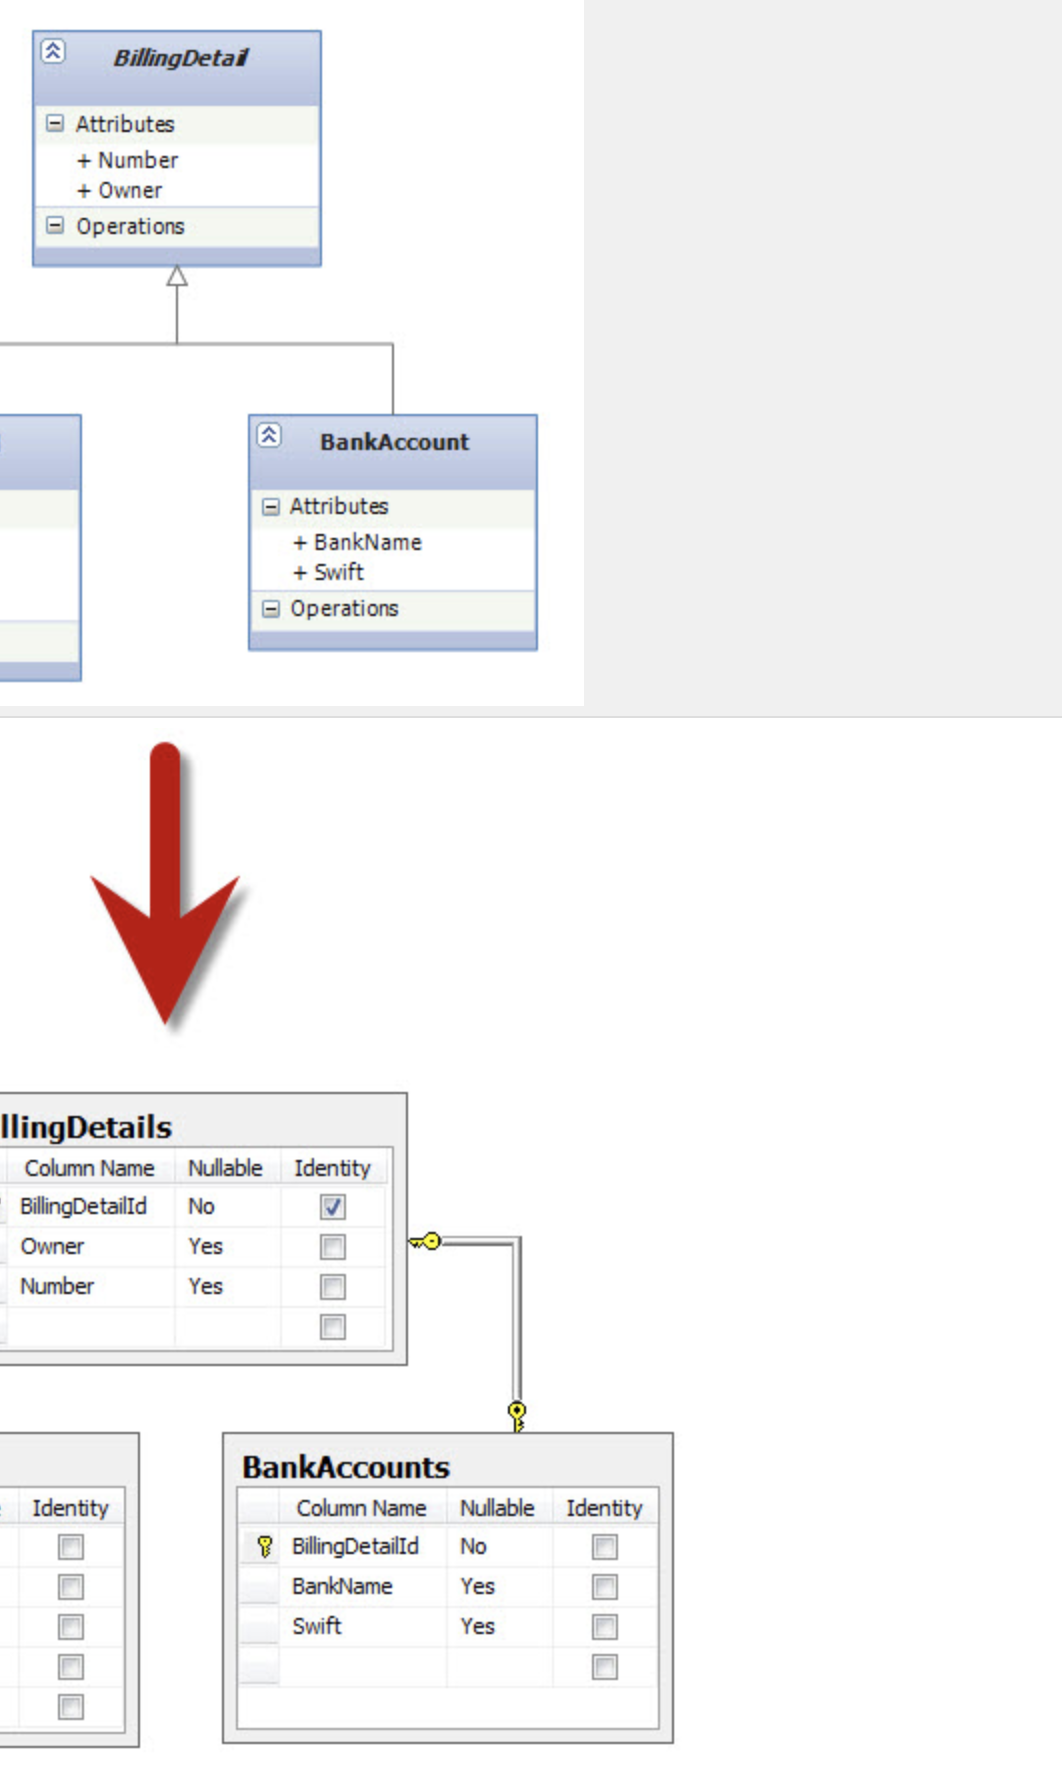 BillingDetail
Attributes
+ Number
+ Owner
Operations
BankAccount
Attributes
+ BankName
+ Swift
Operations
llingDetails
Column Name Nullable Identity
BillingDetailId No
Owner Yes
Number Yes
Identity
BankAccounts
Column Name Nullable Identity
BillingDetailId No
BankName Yes
Swift Yes